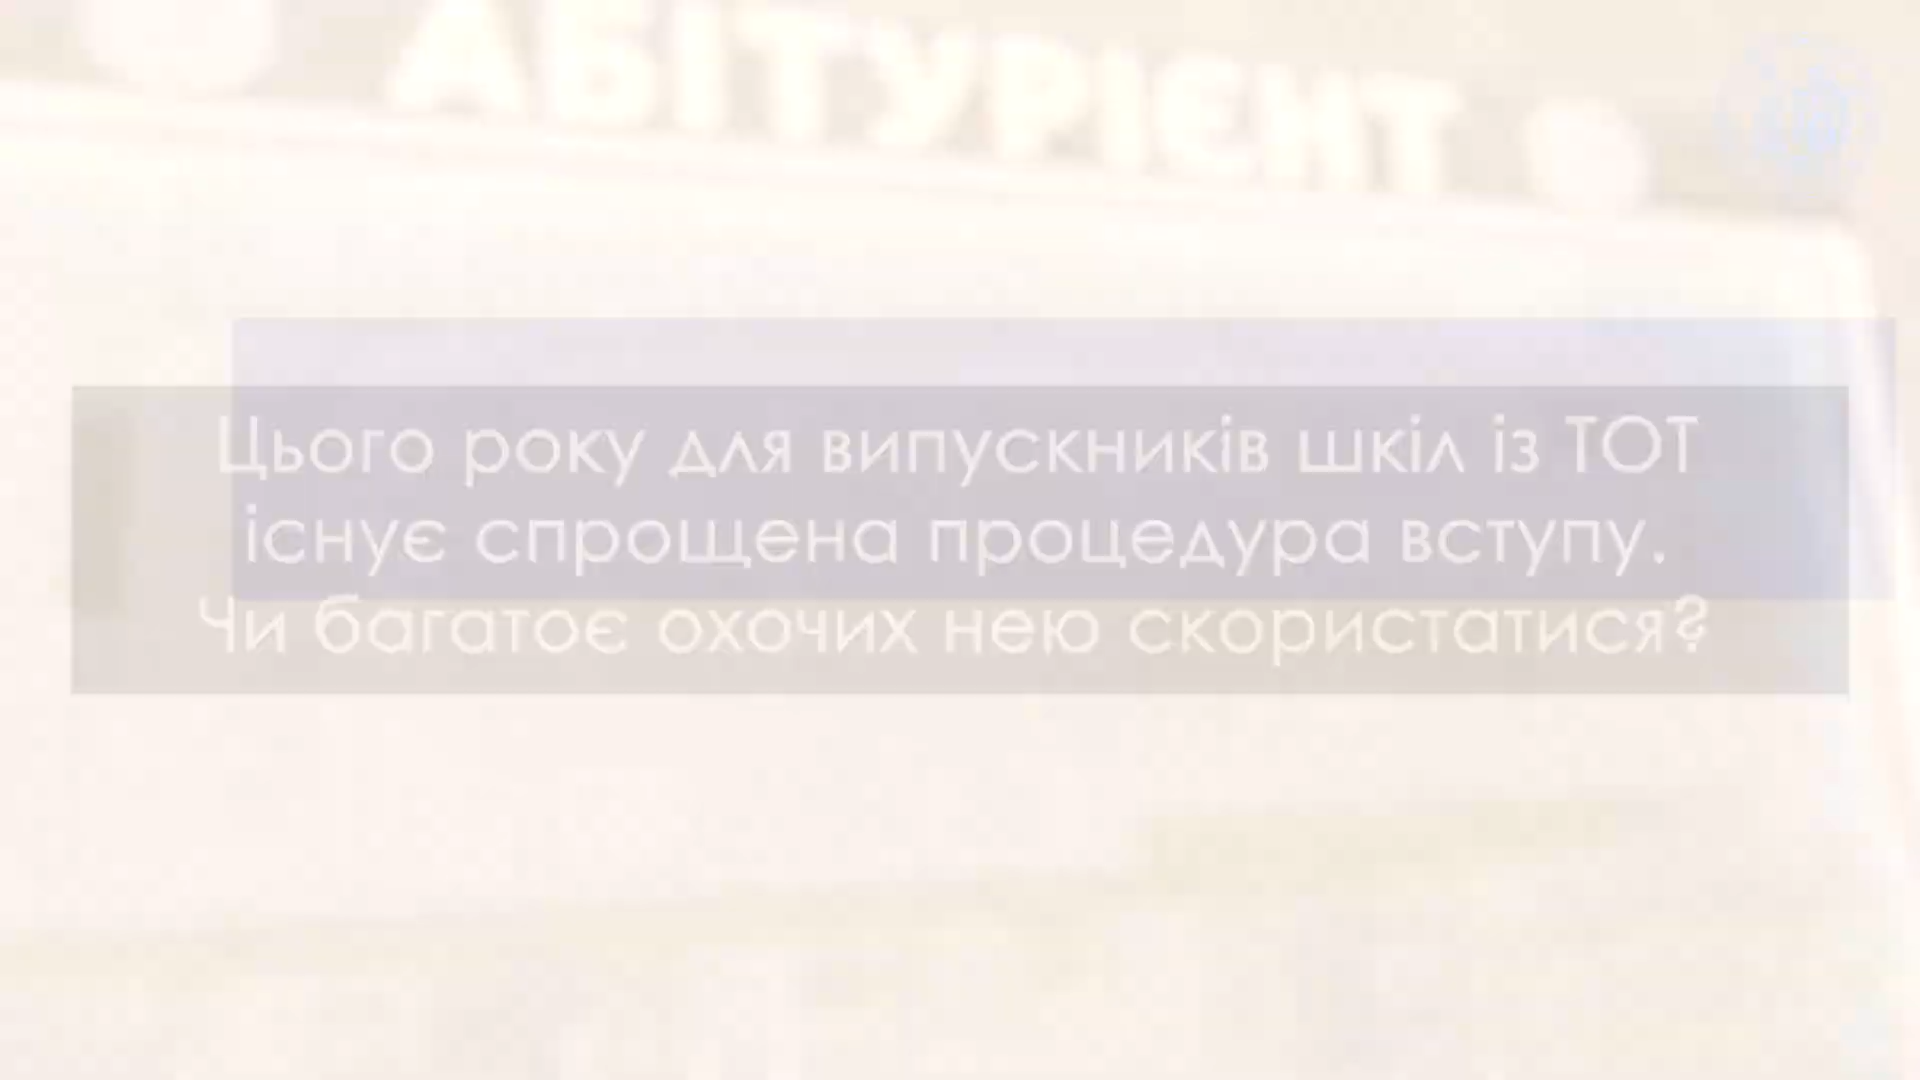 АБІТУРІЄНТ
Цього року для випускників шкіл із ТОТ
існує спрощена процедура вступу.
Чи багатоє охочих нею скористатися?